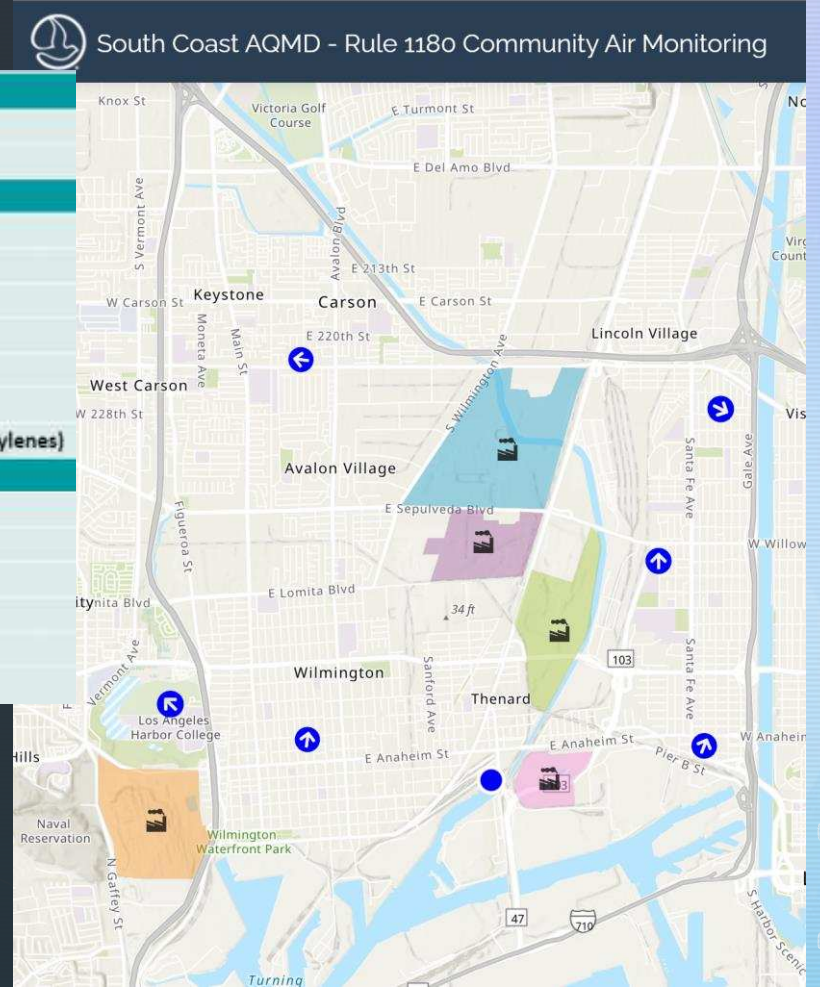 South Coast AQMD - Rule 1180 Community Air Monitoring
Knox St
Victoria Golf
Course
E Turmont St
E Del Amo Blvd
S Vermont Ave
Avalon Blvd
E 213th St
W Carson St
Keystone
Carson
E Carson St
Moneta Ave
Main St
E 220th St
S Wilmington Ave
Lincoln Village
West Carson
W 228th St
ylenes)
Avalon Village
Santa Fe Ave
Gale Ave
E Sepulveda Blvd
Figueroa St
W Willow
nita Blvd
E Lomita Blvd
34 ft
Vermont Ave
Wilmington
Sanford Ave
103
Santa Fe Ave
Thenard
Los Angeles
Harbor College
E Anaheim St
E Anaheim St
W Anaheim
Pier B St
Hills
Naval
Reservation
Wilmington
Waterfront Park
N Gaffey St
47
710
S Harbor Scenic
Turning